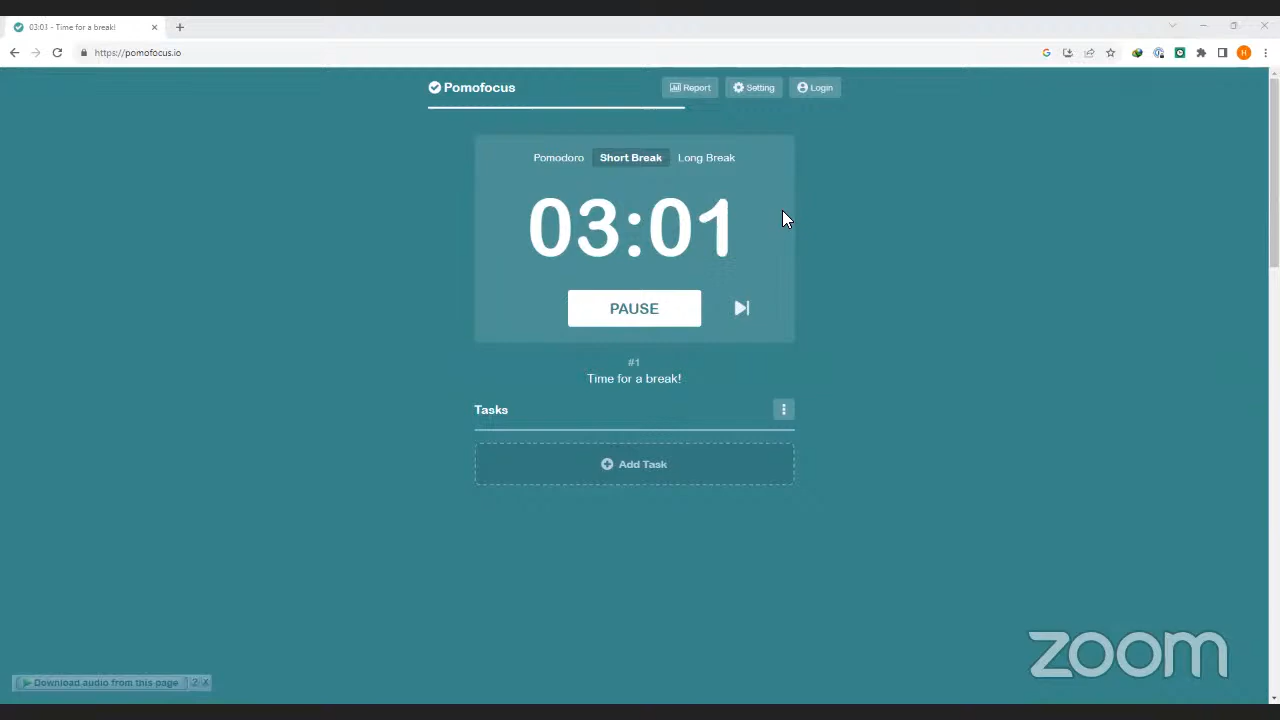 03:03 - Time for a break!
https://pomofocus.io
Pomofocus
Report
Setting
Login
Pomodoro
Short Break
Long Break
03:01
PAUSE
#1
Time for a break!
Tasks
Add Task
Download audio from this page
? X
H
zoom